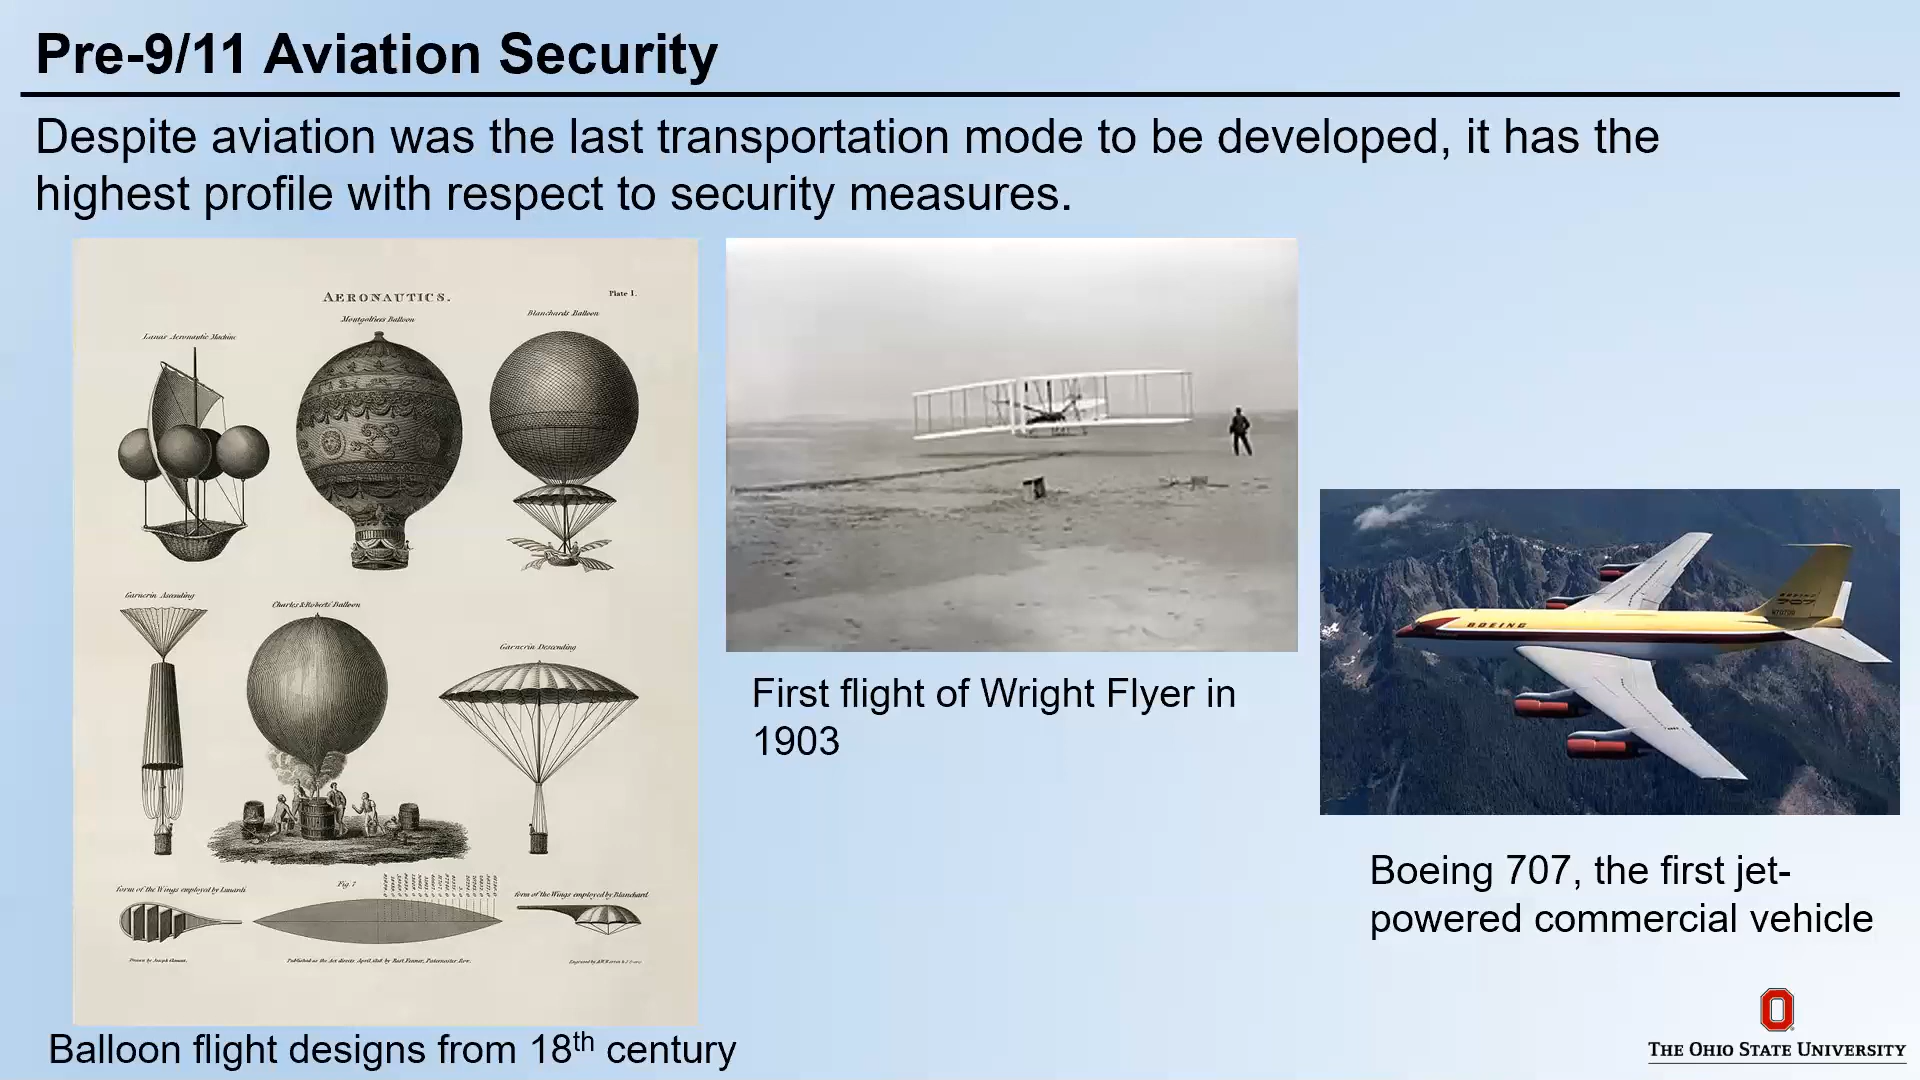 Pre-9/11 Aviation Security
Despite aviation was the last transportation mode to be developed, it has the
highest profile with respect to security measures.
AERONAUTICS.
Plate 1.
Montgolfiers Balloon
Blanchards Balloon
Lanas Aeronautic Machine
Garnerin Ascending
Charles & Roberts' Balloon
Garnerin Descending
form of the Wings employed by Lunardi
Fig. 7
form of the Wings employed by Blanchard
Balloon flight designs from 18th century
First flight of Wright Flyer in
1903
BOEING
BOEING
707
Boeing 707, the first jet-
powered commercial vehicle
THE OHIO STATE UNIVERSITY